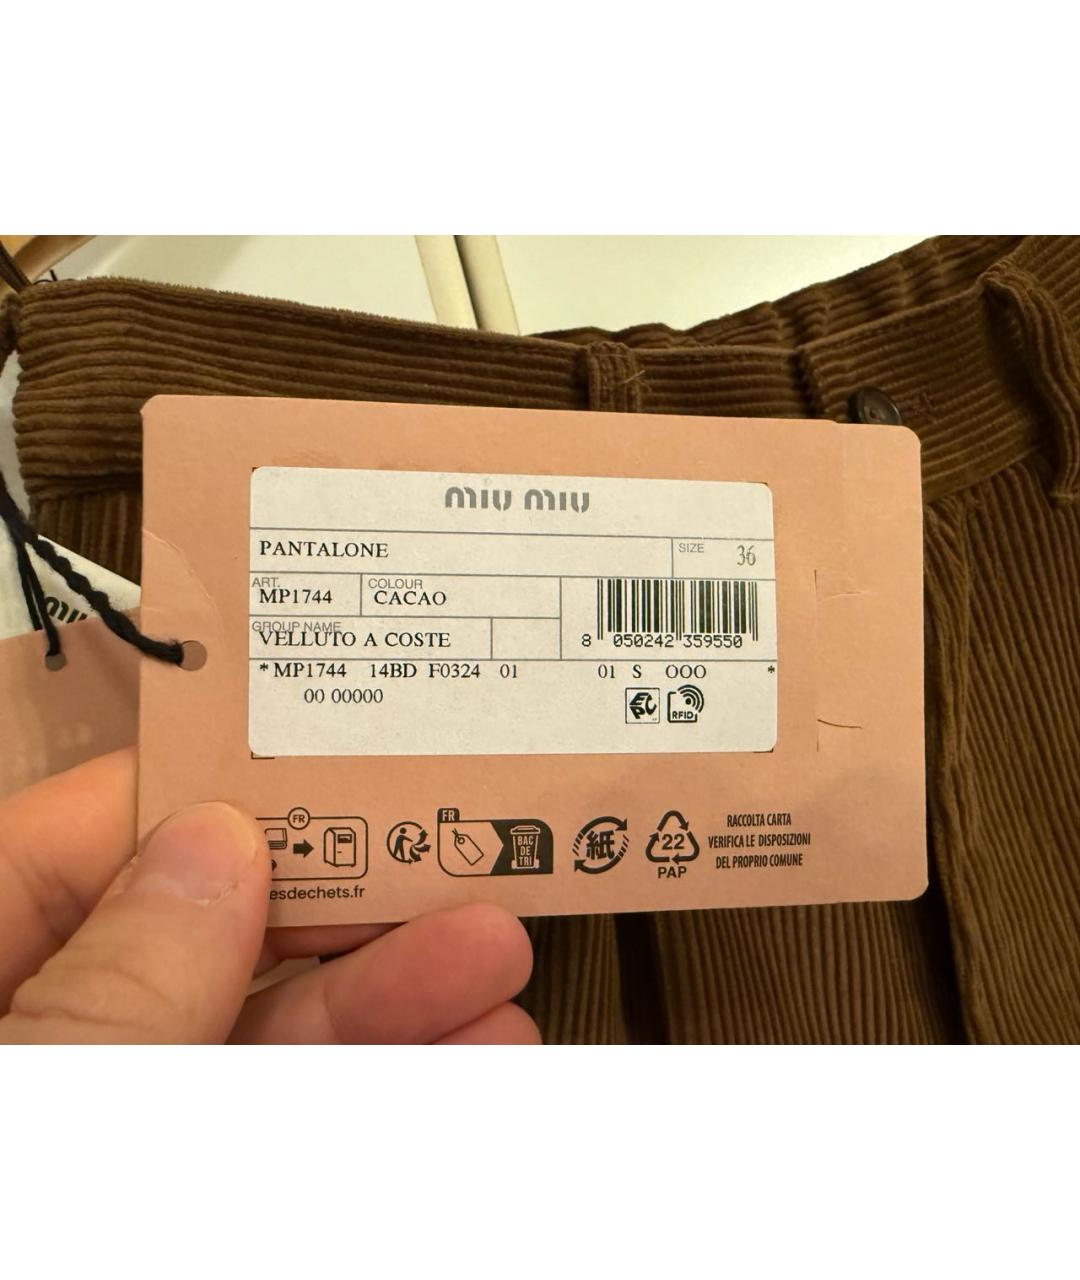 miu miu
PANTALONE
SIZE 36
ART. MP1744
COLOUR CACAO
GROUP NAME
VELLUTO A COSTE
8 050242 359550
*MP1744 14BD F0324 01 01 S OOO *
00 00000
EPC
RFID
FR
FR
BAC
DE
TRI
esdechets.fr
紙
22
PAP
RACCOLTA CARTA
VERIFICA LE DISPOSIZIONI
DEL PROPRIO COMUNE